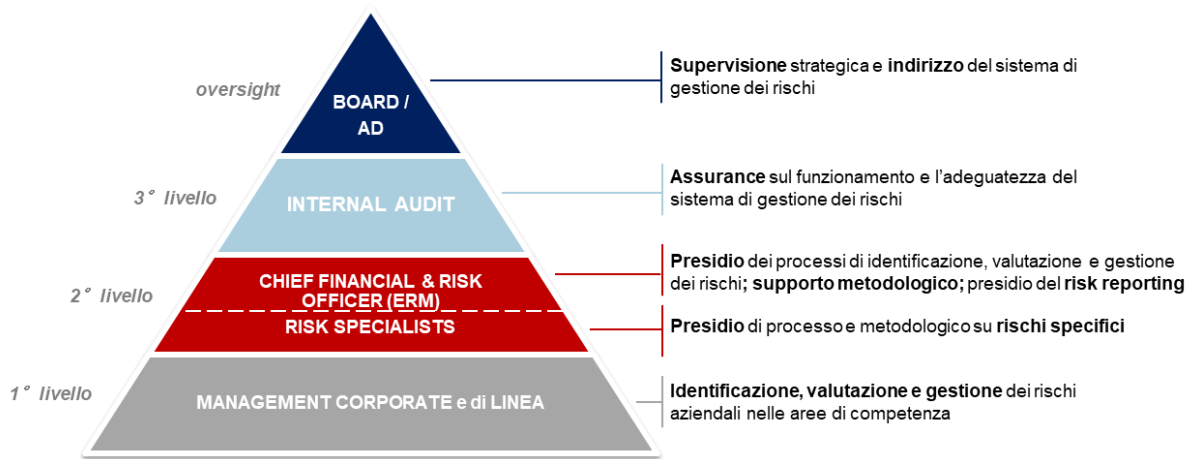 oversight
BOARD /
AD
Supervisione strategica e indirizzo del sistema di
gestione dei rischi
3° livello
INTERNAL AUDIT
Assurance sul funzionamento e l'adeguatezza del
sistema di gestione dei rischi
2° livello
CHIEF FINANCIAL & RISK
OFFICER (ERM)
Presidio dei processi di identificazione, valutazione e gestione
dei rischi; supporto metodologico; presidio del risk reporting
RISK SPECIALISTS
Presidio di processo e metodologico su rischi specifici
1° livello
MANAGEMENT CORPORATE e di LINEA
Identificazione, valutazione e gestione dei rischi
aziendali nelle aree di competenza